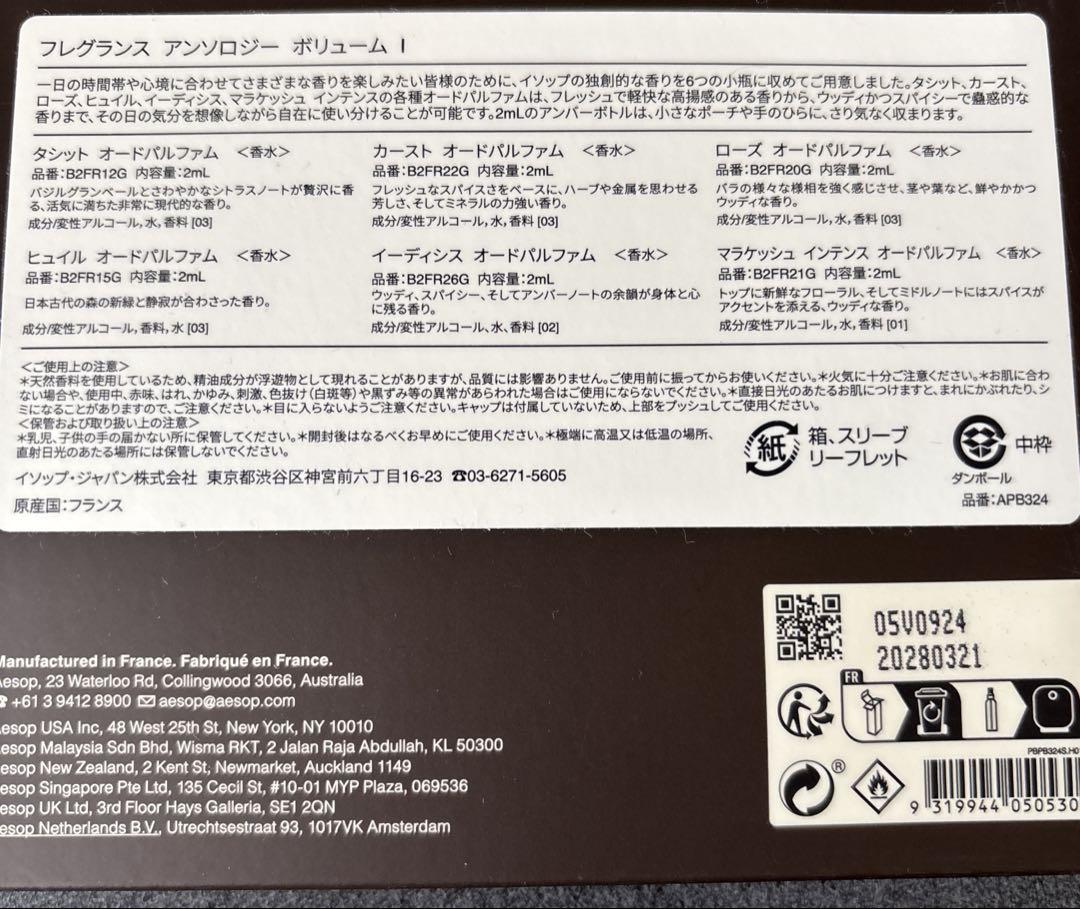 フレグランス アンソロジー ボリューム I
一日の時間帯や心境に合わせてさまざまな香りを楽しみたい皆様のために、イソップの独創的な香りを6つの小瓶に収めてご用意しました。タシット、カースト、
ローズ、ヒュイル、イーディシス、マラケッシュ インテンスの各種オードパルファムは、フレッシュで軽快な高揚感のある香りから、ウッディかつスパイシーで蠱惑的な
香りまで、その日の気分を想像しながら自在に使い分けることが可能です。2mLのアンバーボトルは、小さなポーチや手のひらに、さり気なく収まります。
タシット オードパルファム <香水>
品番:B2FR12G 内容量:2mL
バジルグランベールとさわやかなシトラスノートが贅沢に香
る、活気に満ちた非常に現代的な香り。
成分/変性アルコール, 水, 香料 [03]
カースト オードパルファム <香水>
品番:B2FR22G 内容量:2mL
フレッシュなスパイスさをベースに、ハーブや金属を思わせる
芳しさ、そしてミネラルの力強い香り。
成分/変性アルコール, 水, 香料 [03]
ローズ オードパルファム <香水>
品番:B2FR20G 内容量:2mL
バラの様々な様相を強く感じさせ、茎や葉など、鮮やかかつ
ウッディな香り。
成分/変性アルコール, 水, 香料 [03]
ヒュイル オードパルファム <香水>
品番:B2FR15G 内容量:2mL
日本古代の森の新緑と静寂が合わさった香り。
成分/変性アルコール, 香料, 水 [03]
イーディシス オードパルファム <香水>
品番:B2FR26G 内容量:2mL
ウッディ、スパイシー、そしてアンバーノートの余韻が身体と心
に残る香り。
成分/変性アルコール、水、香料 [02]
マラケッシュ インテンス オードパルファム <香水>
品番:B2FR21G 内容量:2mL
トップに新鮮なフローラル、そしてミドルノートにはスパイスが
アクセントを添える、ウッディな香り。
成分/変性アルコール, 水, 香料 [01]
<ご使用上の注意>
*天然香料を使用しているため、精油成分が浮遊物として現れることがありますが、品質には影響ありません。ご使用前に振ってからお使いください。*火気に十分ご注意ください。*お肌に合わ
ない場合や、使用中、赤味、はれ、かゆみ、刺激、色抜け(白斑等)や黒ずみ等の異常があらわれた場合はご使用にならないでください。*直接日光のあたるお肌につけますと、まれにかぶれたり、シ
ミになることがありますので、ご注意ください。*目に入らないようご注意ください。キャップは付属していないため、上部をプッシュしてご使用ください。
<保管および取り扱い上の注意>
*乳児、子供の手の届かない所に保管してください。*開封後はなるべくお早めにご使用ください。*極端に高温又は低温の場所、
直射日光のあたる場所には保管しないでください。
イソップ・ジャパン株式会社 東京都渋谷区神宮前六丁目16-23 ☎03-6271-5605
原産国:フランス
紙
箱、スリーブ
リーフレット
ダンボール
中枠
品番:APB324
Manufactured in France. Fabriqué en France.
Aesop, 23 Waterloo Rd, Collingwood 3066, Australia
☎ +61 3 9412 8900 ✉ aesop@aesop.com
Aesop USA Inc, 48 West 25th St, New York, NY 10010
Aesop Malaysia Sdn Bhd, Wisma RKT, 2 Jalan Raja Abdullah, KL 50300
Aesop New Zealand, 2 Kent St, Newmarket, Auckland 1149
Aesop Singapore Pte Ltd, 135 Cecil St, #10-01 MYP Plaza, 069536
Aesop UK Ltd, 3rd Floor Hays Galleria, SE1 2QN
Aesop Netherlands B.V., Utrechtsestraat 93, 1017VK Amsterdam
05V0924
20280321
FR
PBPB324S.H0
®
9 319944 050530